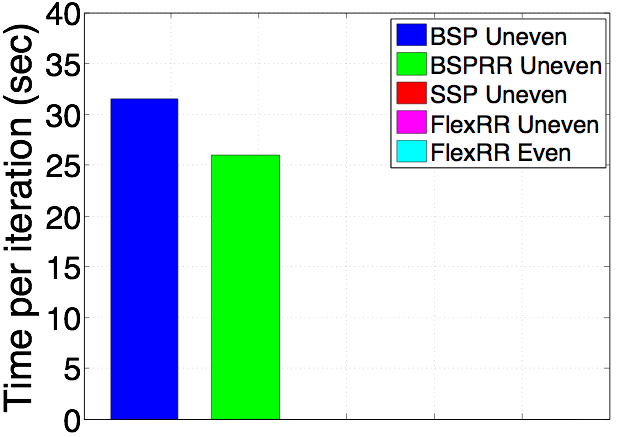 Time per iteration (sec)
40
35
30
25
20
15
10
5
0
BSP Uneven
BSPRR Uneven
SSP Uneven
FlexRR Uneven
FlexRR Even